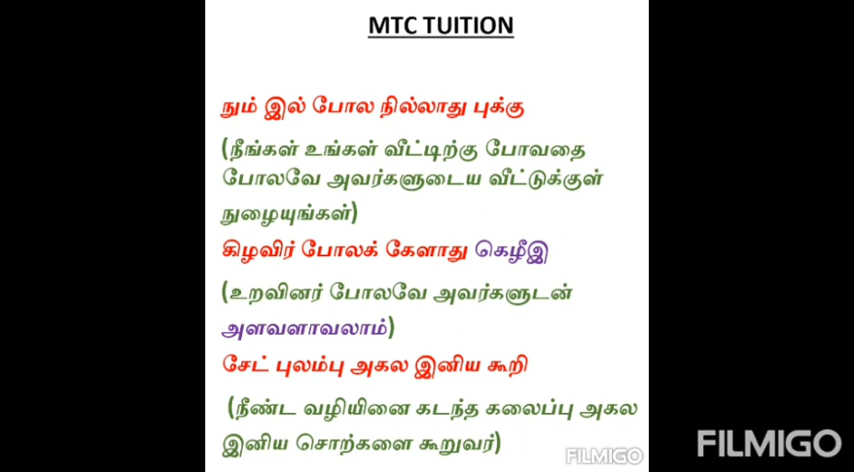 MTC TUITION
நும் இல் போல நில்லாது புக்கு
(நீங்கள் உங்கள் வீட்டிற்கு போவதை
போலவே அவர்களுடைய வீட்டுக்குள்
நுழையுங்கள்)
கிழவிர் போலக் கேளாது கெழீஇ
(உறவினர் போலவே அவர்களுடன்
அளவளாவலாம்)
சேட் புலம்பு அகல இனிய கூறி
(நீண்ட வழியினை கடந்த கலைப்பு அகல
இனிய சொற்களை கூறுவர்)
FILMIGO
FILMIGO